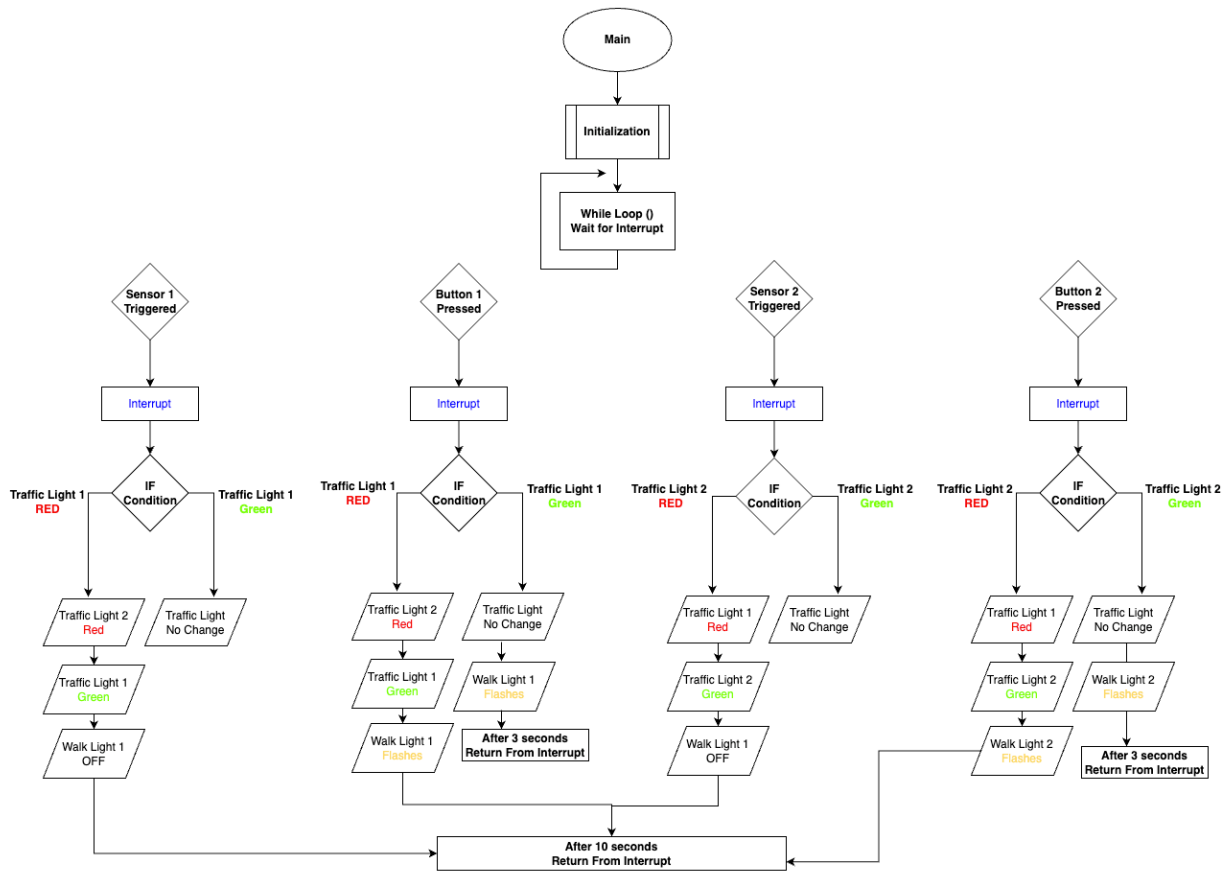 Main
Initialization
While Loop ()
Wait for Interrupt
Sensor 1
Triggered
Interrupt
IF
Condition
Traffic Light 1
RED
Traffic Light 1
Green
Traffic Light 2
Red
Traffic Light
No Change
Traffic Light 1
Green
Walk Light 1
OFF
Button 1
Pressed
Interrupt
IF
Condition
Traffic Light 1
RED
Traffic Light 1
Green
Traffic Light 2
Red
Traffic Light
No Change
Traffic Light 1
Green
Walk Light 1
Flashes
Walk Light 1
Flashes
After 3 seconds
Return From Interrupt
Sensor 2
Triggered
Interrupt
IF
Condition
Traffic Light 2
RED
Traffic Light 2
Green
Traffic Light 1
Red
Traffic Light
No Change
Traffic Light 2
Green
Walk Light 1
OFF
Button 2
Pressed
Interrupt
IF
Condition
Traffic Light 2
RED
Traffic Light 2
Green
Traffic Light 1
Red
Traffic Light
No Change
Traffic Light 2
Green
Walk Light 2
Flashes
Walk Light 2
Flashes
After 3 seconds
Return From Interrupt
After 10 seconds
Return From Interrupt